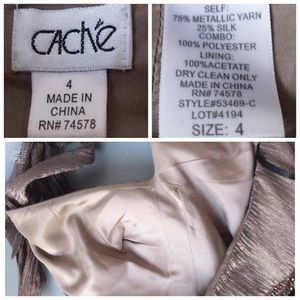 CACHÉ
4
MADE IN
CHINA
RN# 74578
SELF:
75% METALLIC YARN
25% SILK
COMBO:
100% POLYESTER
LINING:
100%ACETATE
DRY CLEAN ONLY
MADE IN CHINA
RN# 74578
STYLE#53469-C
LOT#4194
SIZE: 4